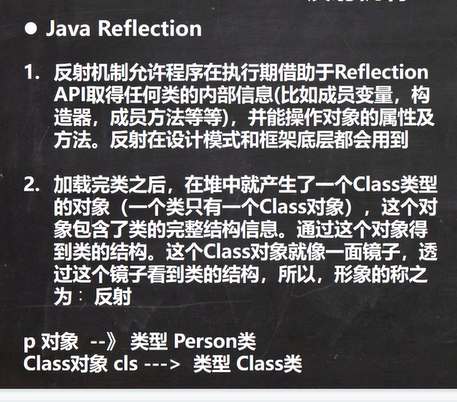 ● Java Reflection
1. 反射机制允许程序在执行期借助于Reflection
API取得任何类的内部信息(比如成员变量，构
造器，成员方法等等)，并能操作对象的属性及
方法。反射在设计模式和框架底层都会用到
2. 加载完类之后，在堆中就产生了一个Class类型
的对象（一个类只有一个Class对象），这个对
象包含了类的完整结构信息。通过这个对象得
到类的结构。这个Class对象就像一面镜子，透
过这个镜子看到类的结构，所以，形象的称之
为：反射
p 对象 --》 类型 Person类
Class对象 cls ---> 类型 Class类